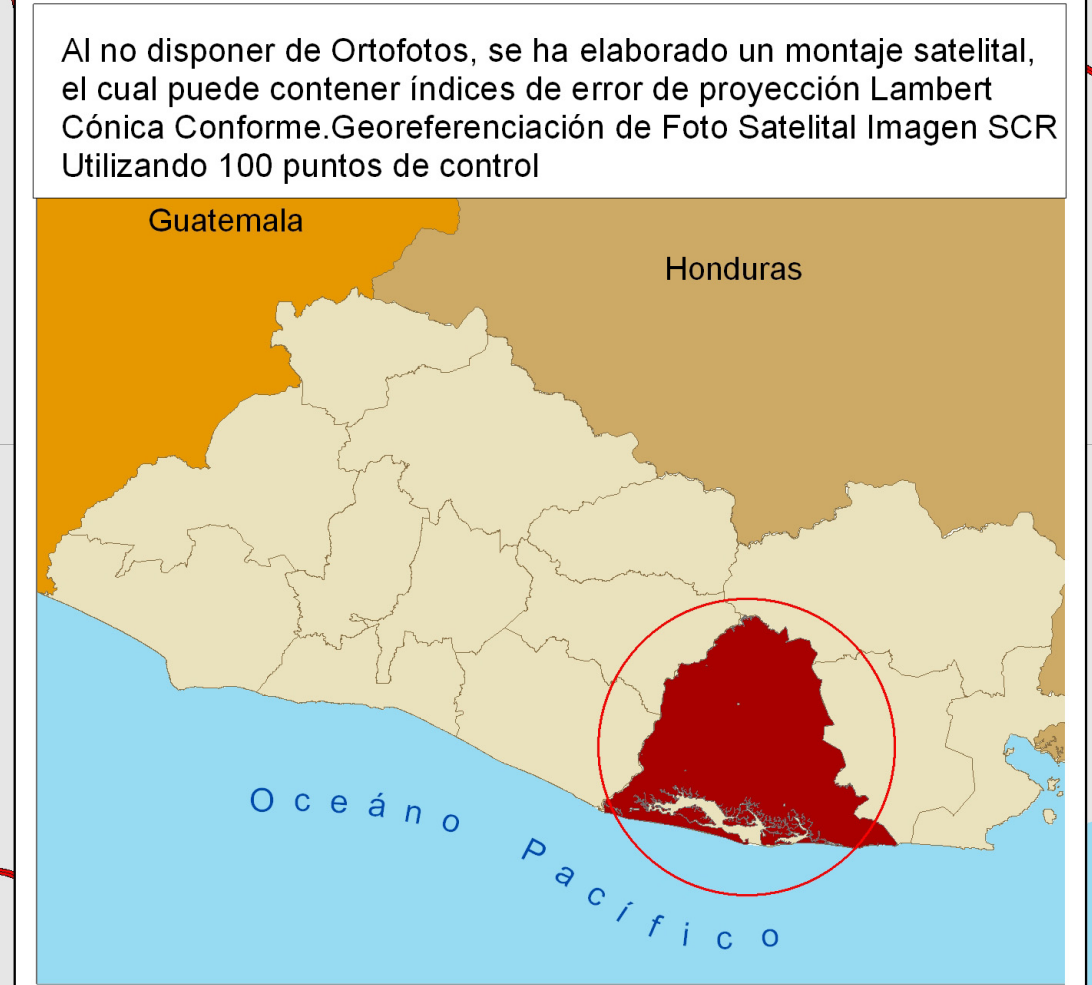 Al no disponer de Ortofotos, se ha elaborado un montaje satelital,
el cual puede contener índices de error de proyección Lambert
Cónica Conforme.Georeferenciación de Foto Satelital Imagen SCR
Utilizando 100 puntos de control
Guatemala
Honduras
Oceáno
Pacífico